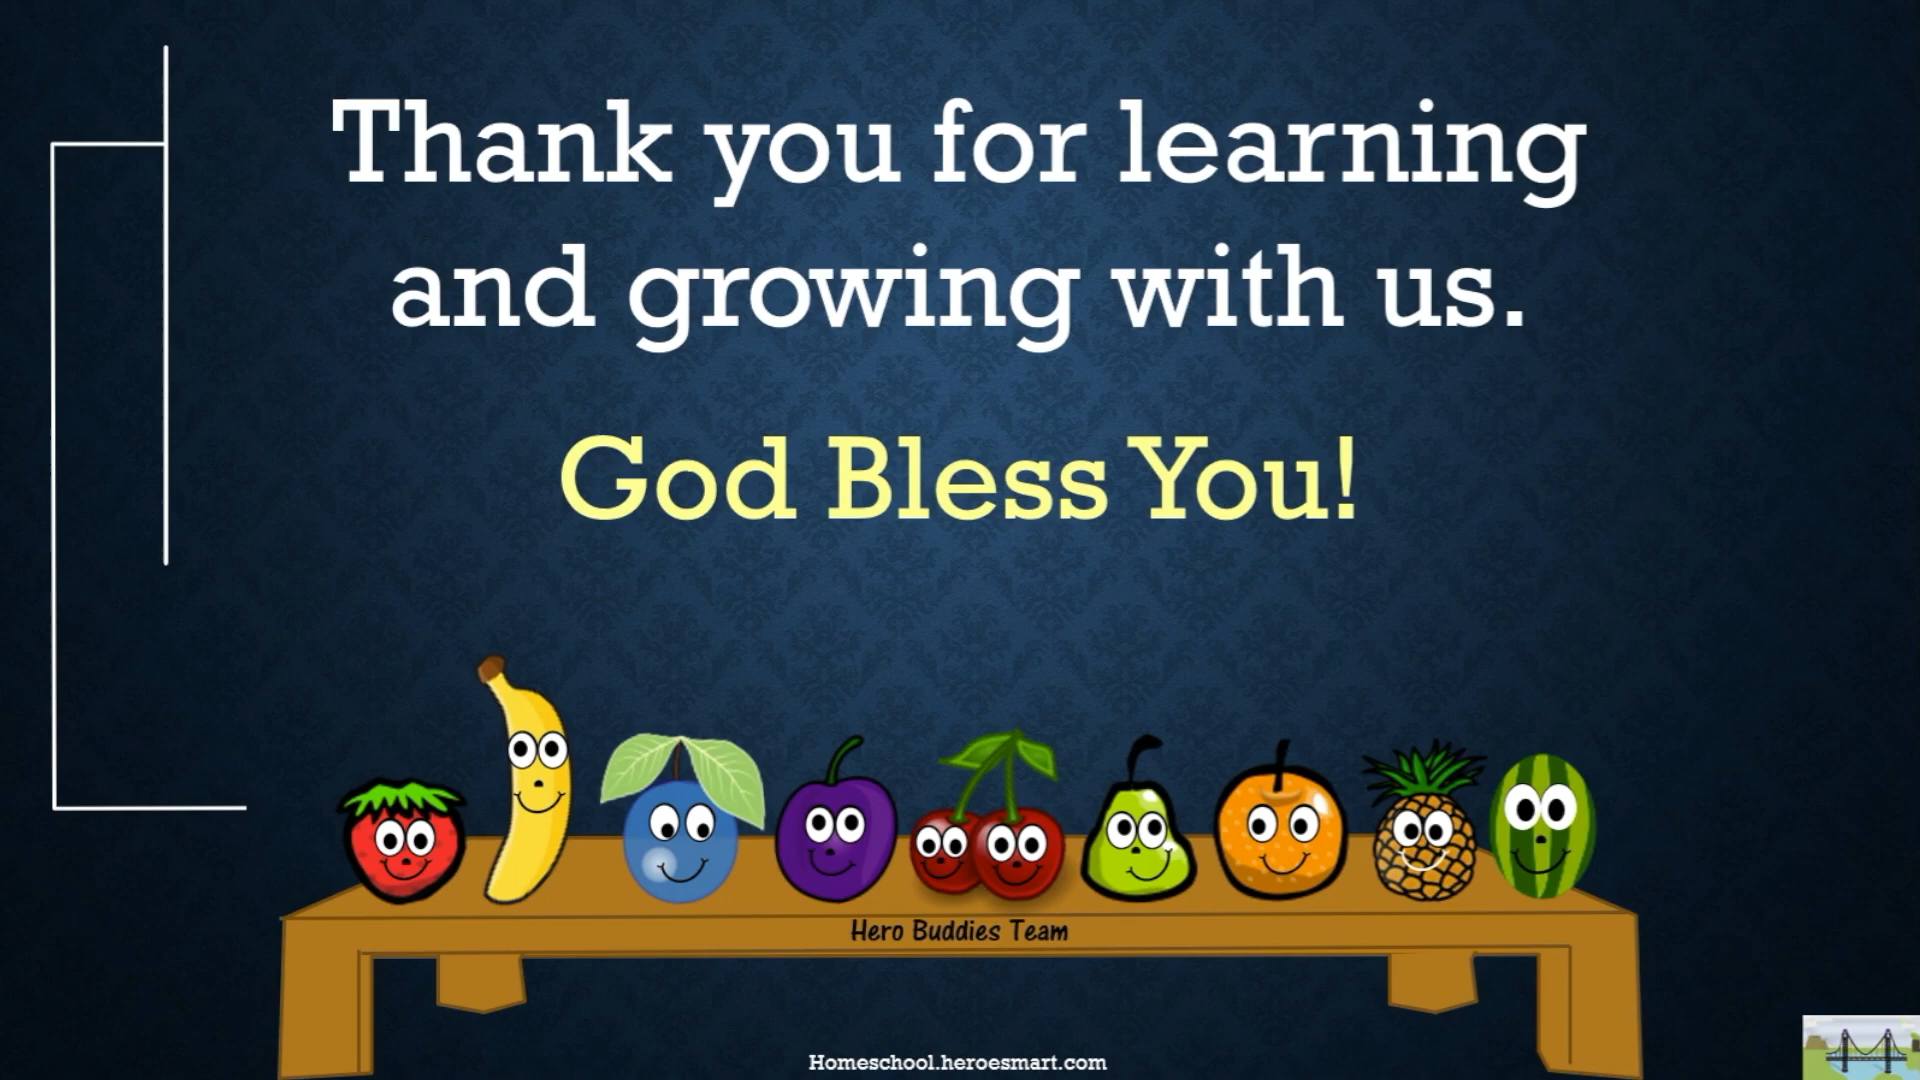 Thank you for learning
and growing with us.
God Bless You!
Hero Buddies Team
Homeschool.heroesmart.com